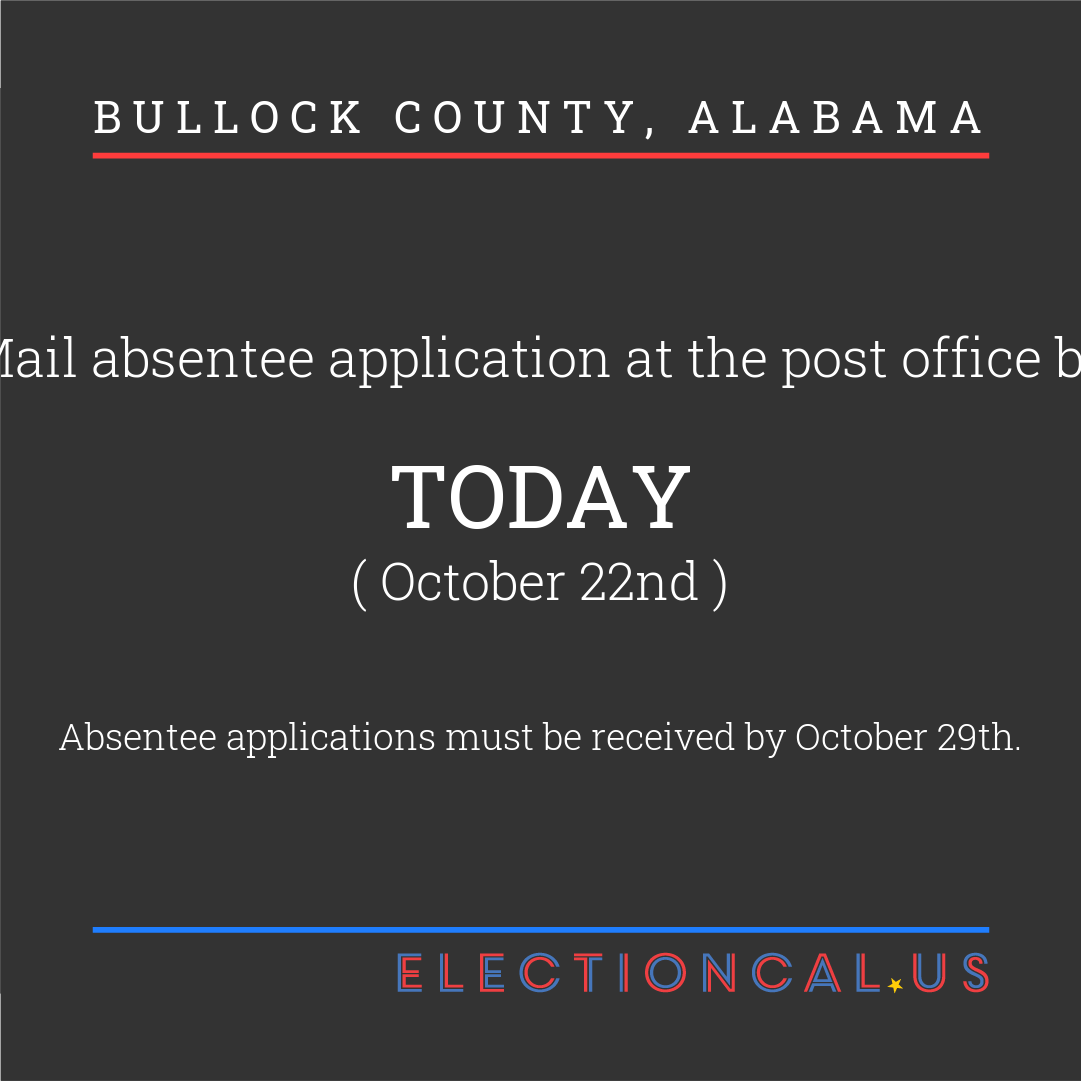 BULLOCK COUNTY, ALABAMA
Mail absentee application at the post office b
TODAY
( October 22nd )
Absentee applications must be received by October 29th.
ELECTIONCAL.US